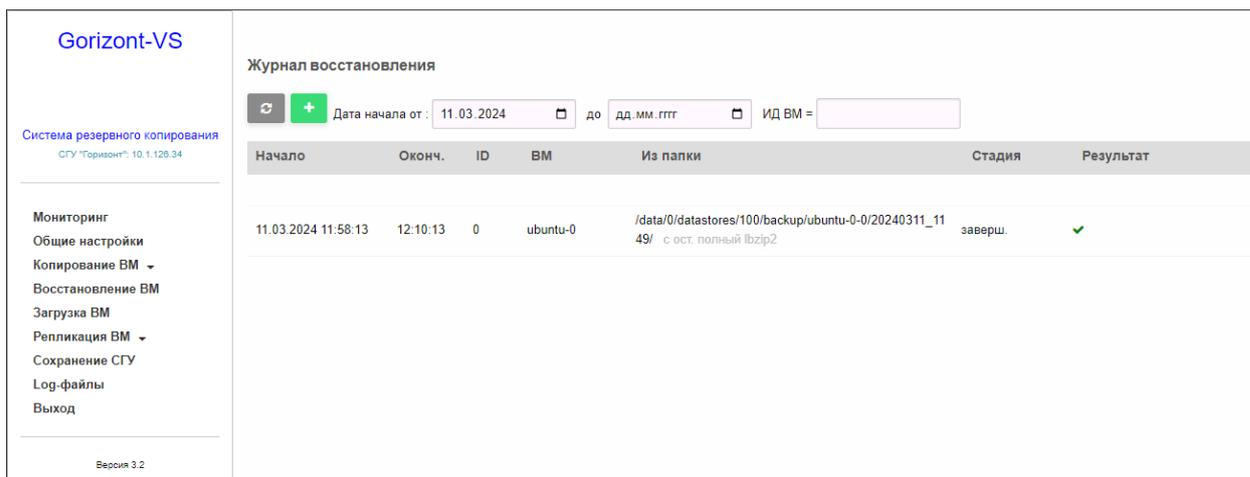 Gorizont-VS
Система резервного копирования
СГУ "Горизонт": 10.1.126.34
Мониторинг
Общие настройки
Копирование ВМ
Восстановление ВМ
Загрузка ВМ
Репликация ВМ
Сохранение СГУ
Log-файлы
Выход
Версия 3.2
Журнал восстановления
Дата начала от : 11.03.2024 до дд.мм.гггг ИД ВМ =
Начало Оконч. ID ВМ Из папки Стадия Результат
11.03.2024 11:58:13 12:10:13 0 ubuntu-0 /data/0/datastores/100/backup/ubuntu-0-0/20240311_11 заверш.
49/ с ост. полный lbzip2